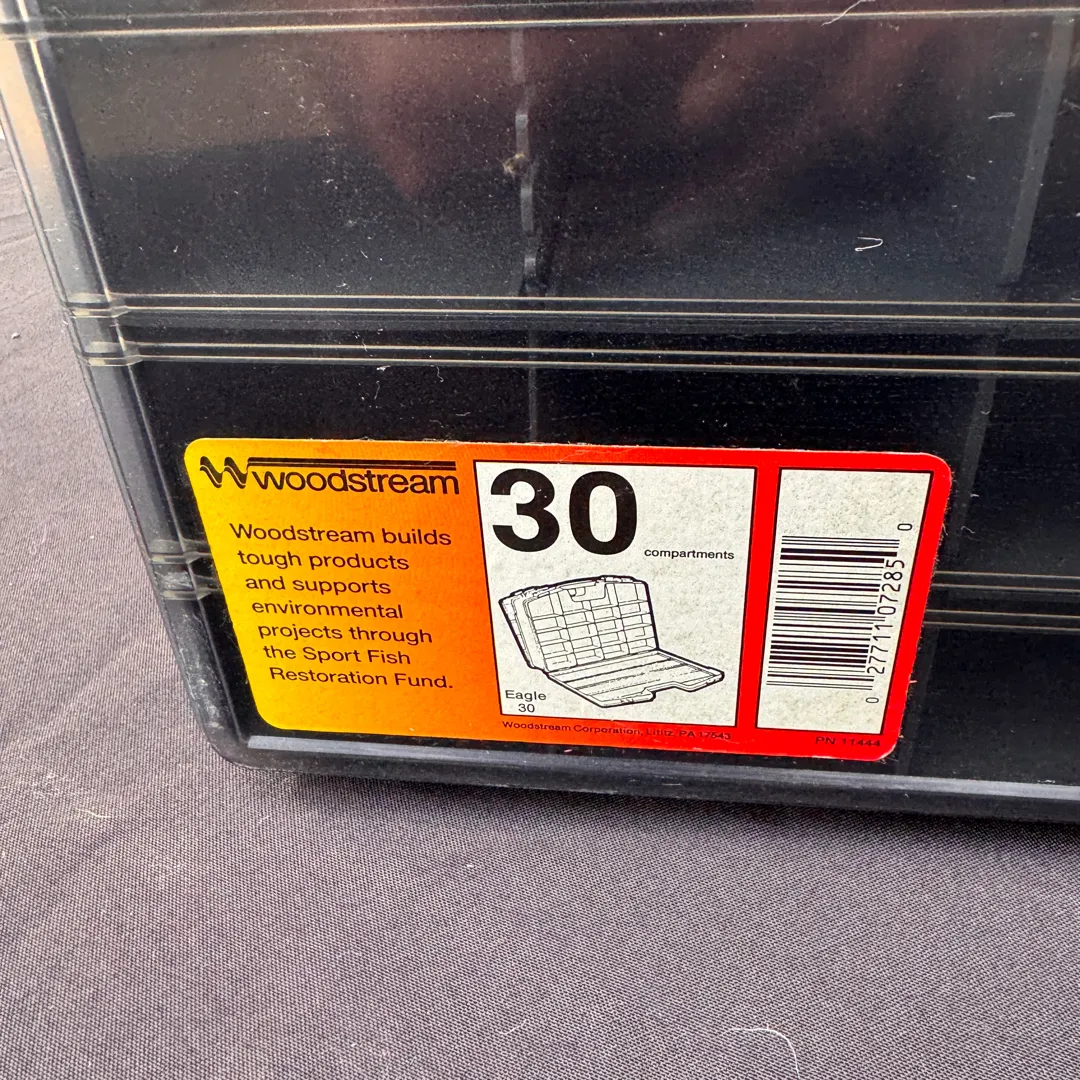 woodstream
Woodstream builds
tough products
and supports
environmental
projects through
the Sport Fish
Restoration Fund.
30
compartments
Eagle
30
Woodstream Corporation, Lititz, PA 17543
0 27711 07285 0
PN 11444